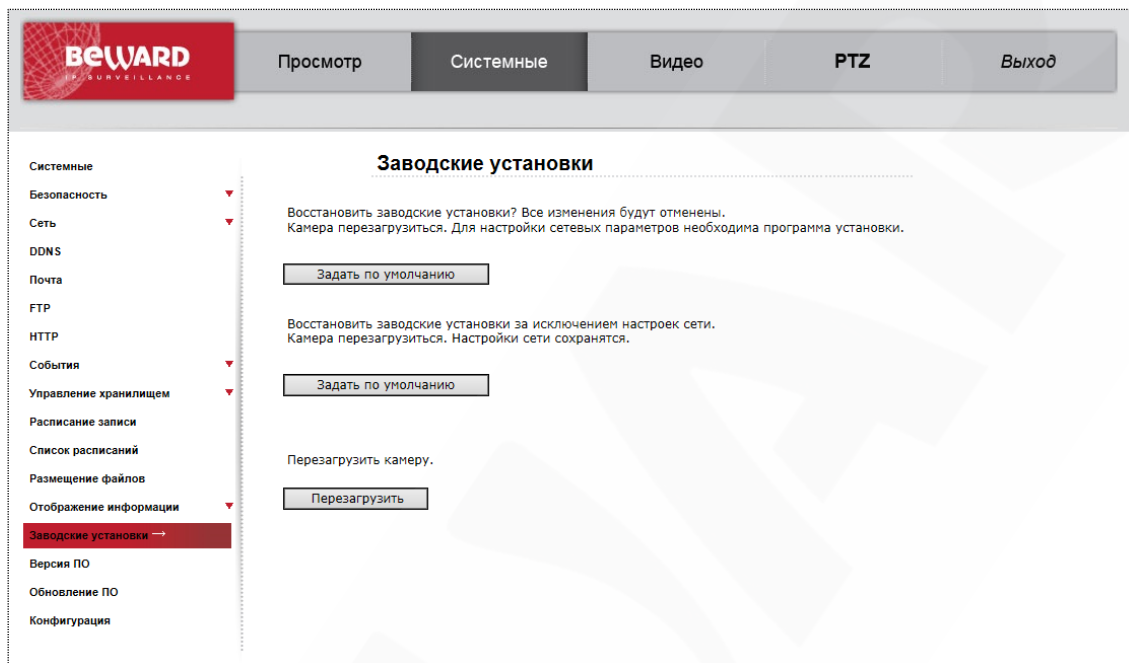 BEWARD
IP SURVEILLANCE
Просмотр
Системные
Видео
PTZ
Выход
Системные
Безопасность
Сеть
DDNS
Почта
FTP
HTTP
События
Управление хранилищем
Расписание записи
Список расписаний
Размещение файлов
Отображение информации
Заводские установки →
Версия ПО
Обновление ПО
Конфигурация
Заводские установки
Восстановить заводские установки? Все изменения будут отменены.
Камера перезагрузиться. Для настройки сетевых параметров необходима программа установки.
Задать по умолчанию
Восстановить заводские установки за исключением настроек сети.
Камера перезагрузиться. Настройки сети сохранятся.
Задать по умолчанию
Перезагрузить камеру.
Перезагрузить